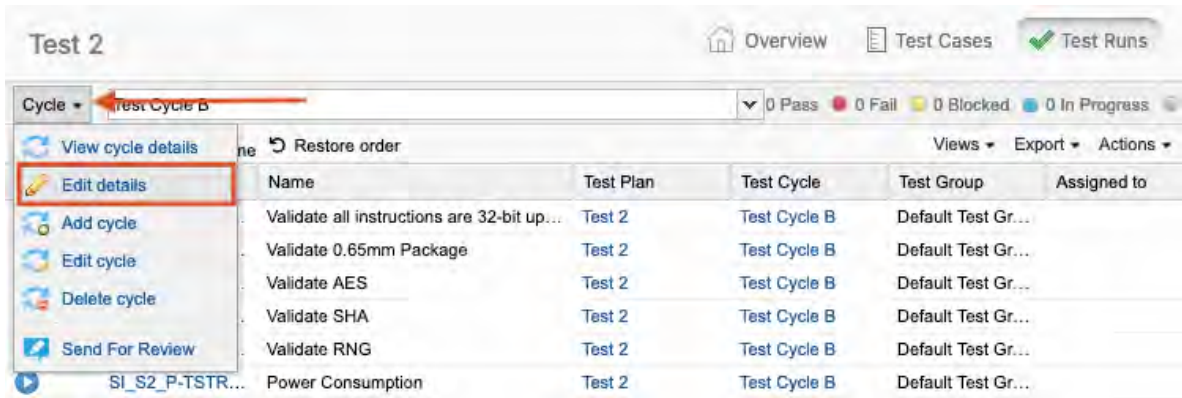 Test 2 Overview Test Cases Test Runs
Cycle Test Cycle B 0 Pass 0 Fail 0 Blocked 0 In Progress
View cycle details me Restore order Views Export Actions
Edit details Name Test Plan Test Cycle Test Group Assigned to
Add cycle . Validate all instructions are 32-bit up... Test 2 Test Cycle B Default Test Gr...
Edit cycle . Validate 0.65mm Package Test 2 Test Cycle B Default Test Gr...
. Validate AES Test 2 Test Cycle B Default Test Gr...
Delete cycle . Validate SHA Test 2 Test Cycle B Default Test Gr...
Send For Review . Validate RNG Test 2 Test Cycle B Default Test Gr...
SI_S2_P-TSTR... Power Consumption Test 2 Test Cycle B Default Test Gr...